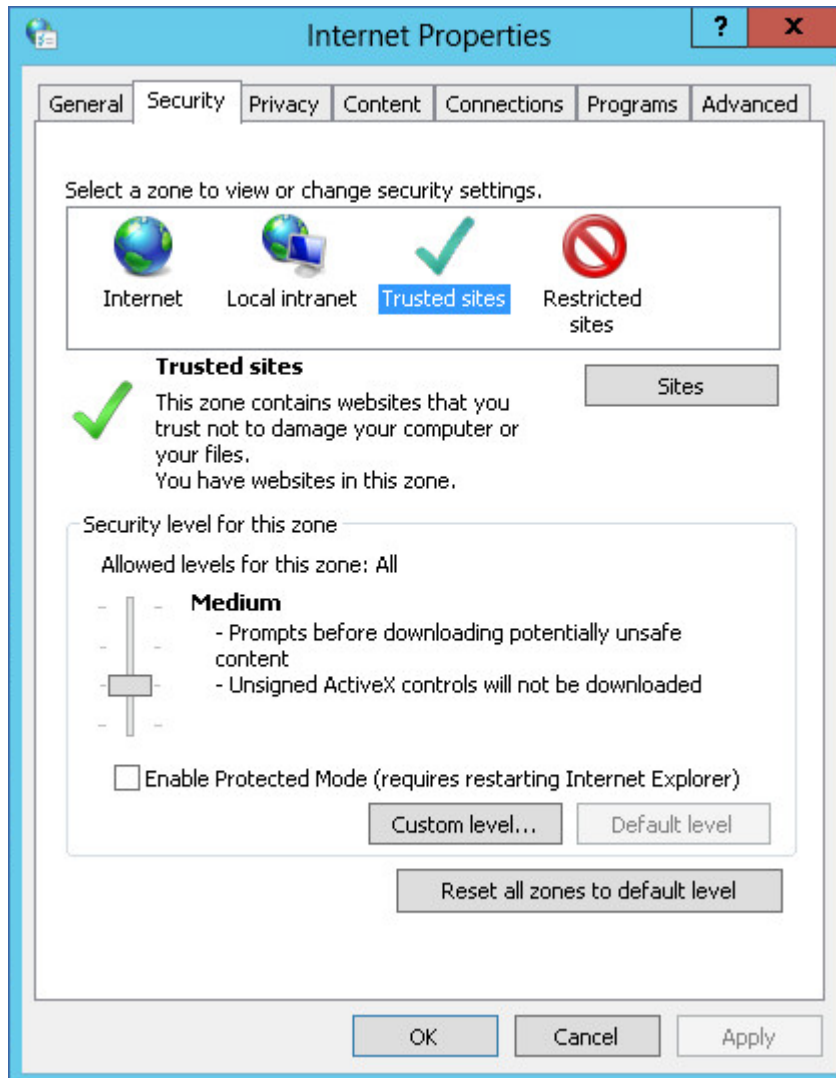 Internet Properties
?
x
General Security Privacy Content Connections Programs Advanced
Select a zone to view or change security settings.
Internet Local intranet Trusted sites Restricted
sites
Trusted sites
Sites
This zone contains websites that you
trust not to damage your computer or
your files.
You have websites in this zone.
Security level for this zone
Allowed levels for this zone: All
Medium
- Prompts before downloading potentially unsafe
content
- Unsigned ActiveX controls will not be downloaded
Enable Protected Mode (requires restarting Internet Explorer)
Custom level... Default level
Reset all zones to default level
OK Cancel Apply